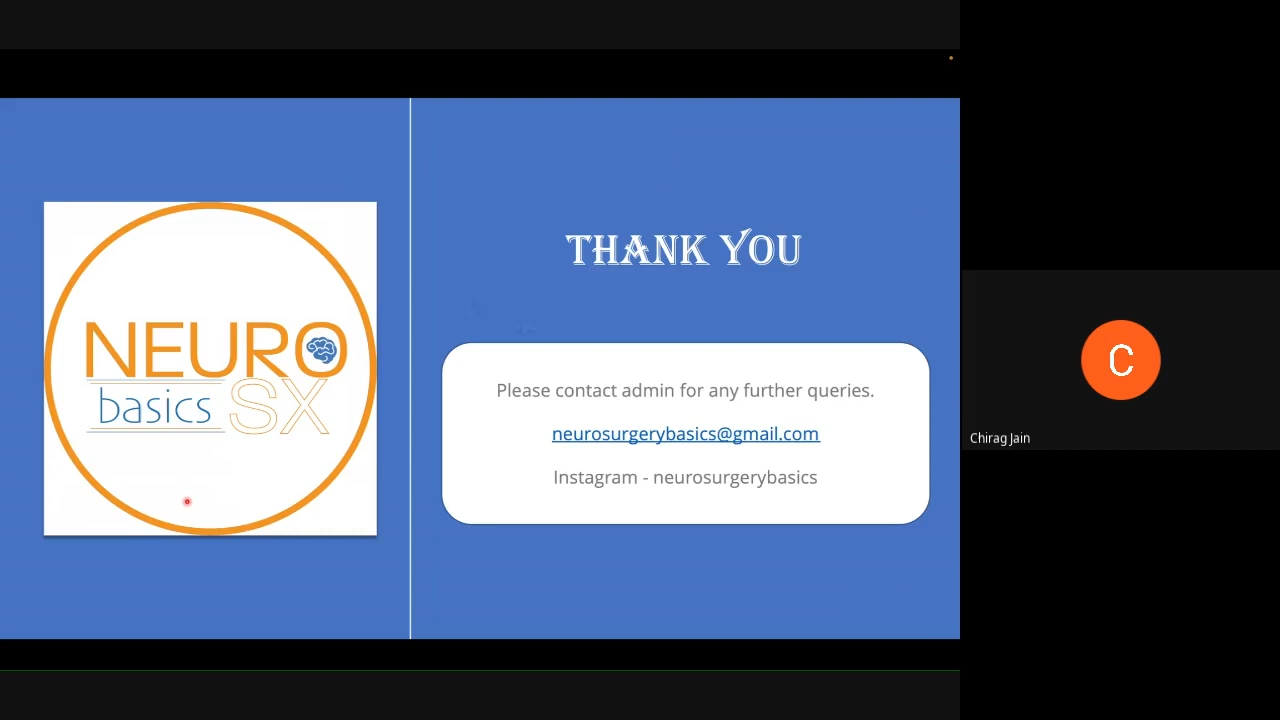 NEURO
basics SX
THANK YOU
Please contact admin for any further queries.
neurosurgerybasics@gmail.com
Instagram - neurosurgerybasics
C
Chirag Jain